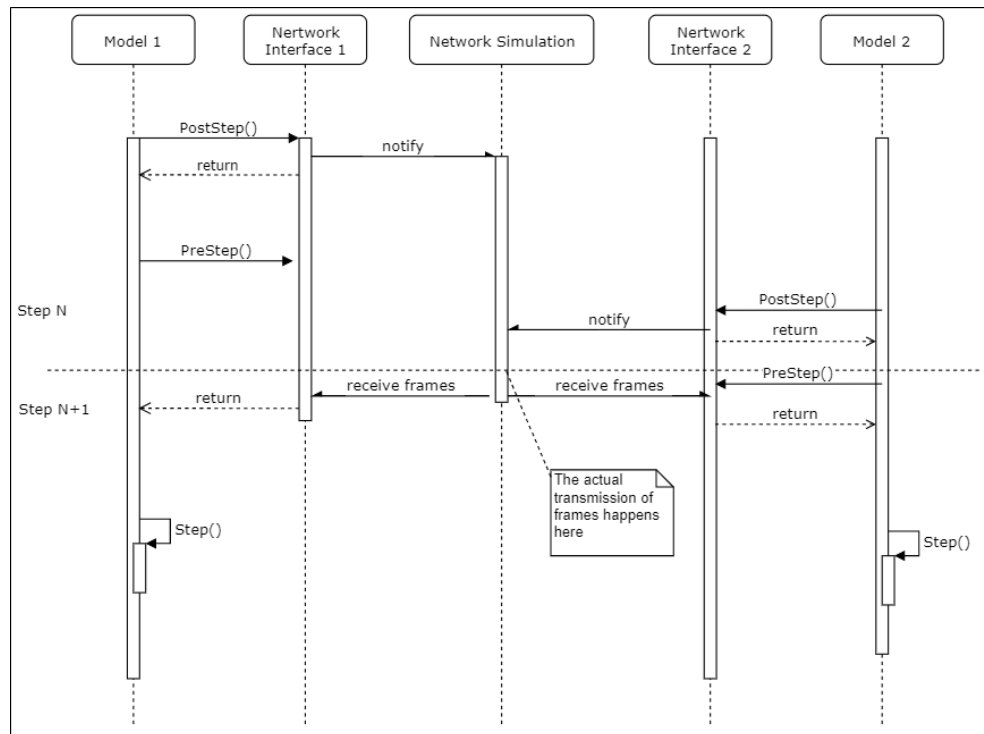 Model 1
Nertwork
Interface 1
Network Simulation
Nertwork
Interface 2
Model 2
PostStep()
notify
return
PreStep()
Step N
PostStep()
notify
return
PreStep()
receive frames
receive frames
return
Step N+1
return
The actual
transmission of
frames happens
here
Step()
Step()